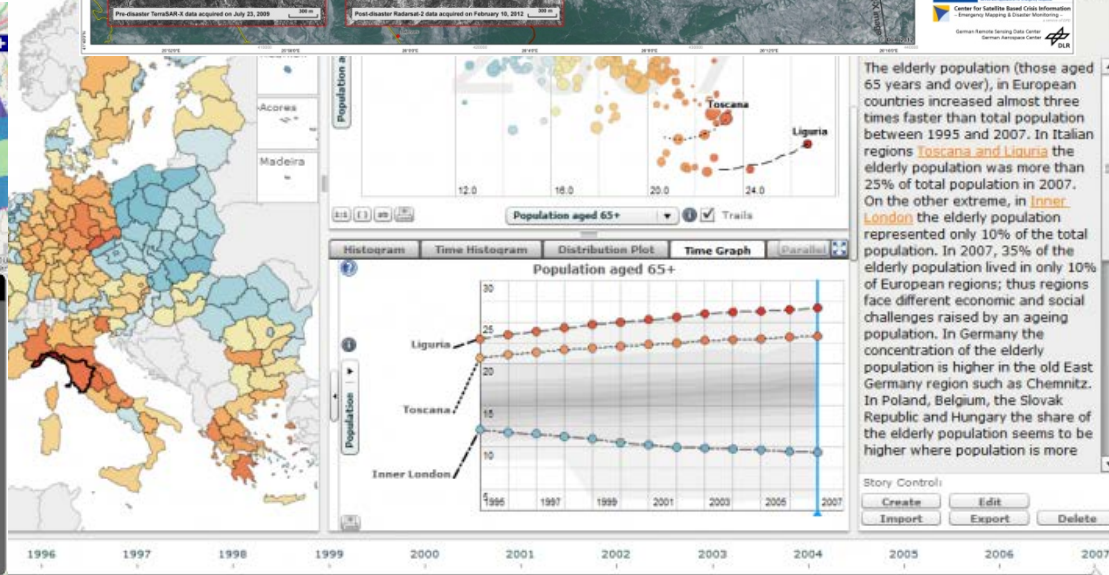 Pre-disaster TerraSAR-X data acquired on July 23, 2009
300 m
Post-disaster Radarsat-2 data acquired on February 10, 2012
300 m
Center for Satellite Based Crisis Information
- Emergency Mapping & Disaster Monitoring -
German Remote Sensing Data Center
German Aerospace Center
DLR
Acores
Madeira
Population a
Toscana
Liguria
12.0
16.0
20.0
24.0
1:1
Population aged 65+
Trails
Histogram
Time Histogram
Distribution Plot
Time Graph
Parallel
Population aged 65+
30
25
20
15
10
5
Liguria
Toscana
Inner London
Population
1995
1997
1999
2001
2003
2005
2007
The elderly population (those aged
65 years and over), in European
countries increased almost three
times faster than total population
between 1995 and 2007. In Italian
regions Toscana and Liguria the
elderly population was more than
25% of total population in 2007.
On the other extreme, in Inner
London the elderly population
represented only 10% of the total
population. In 2007, 35% of the
elderly population lived in only 10%
of European regions; thus regions
face different economic and social
challenges raised by an ageing
population. In Germany the
concentration of the elderly
population is higher in the old East
Germany region such as Chemnitz.
In Poland, Belgium, the Slovak
Republic and Hungary the share of
the elderly population seems to be
higher where population is more
Story Control:
Create
Edit
Import
Export
Delete
1996
1997
1998
1999
2000
2001
2002
2003
2004
2005
2006
2007